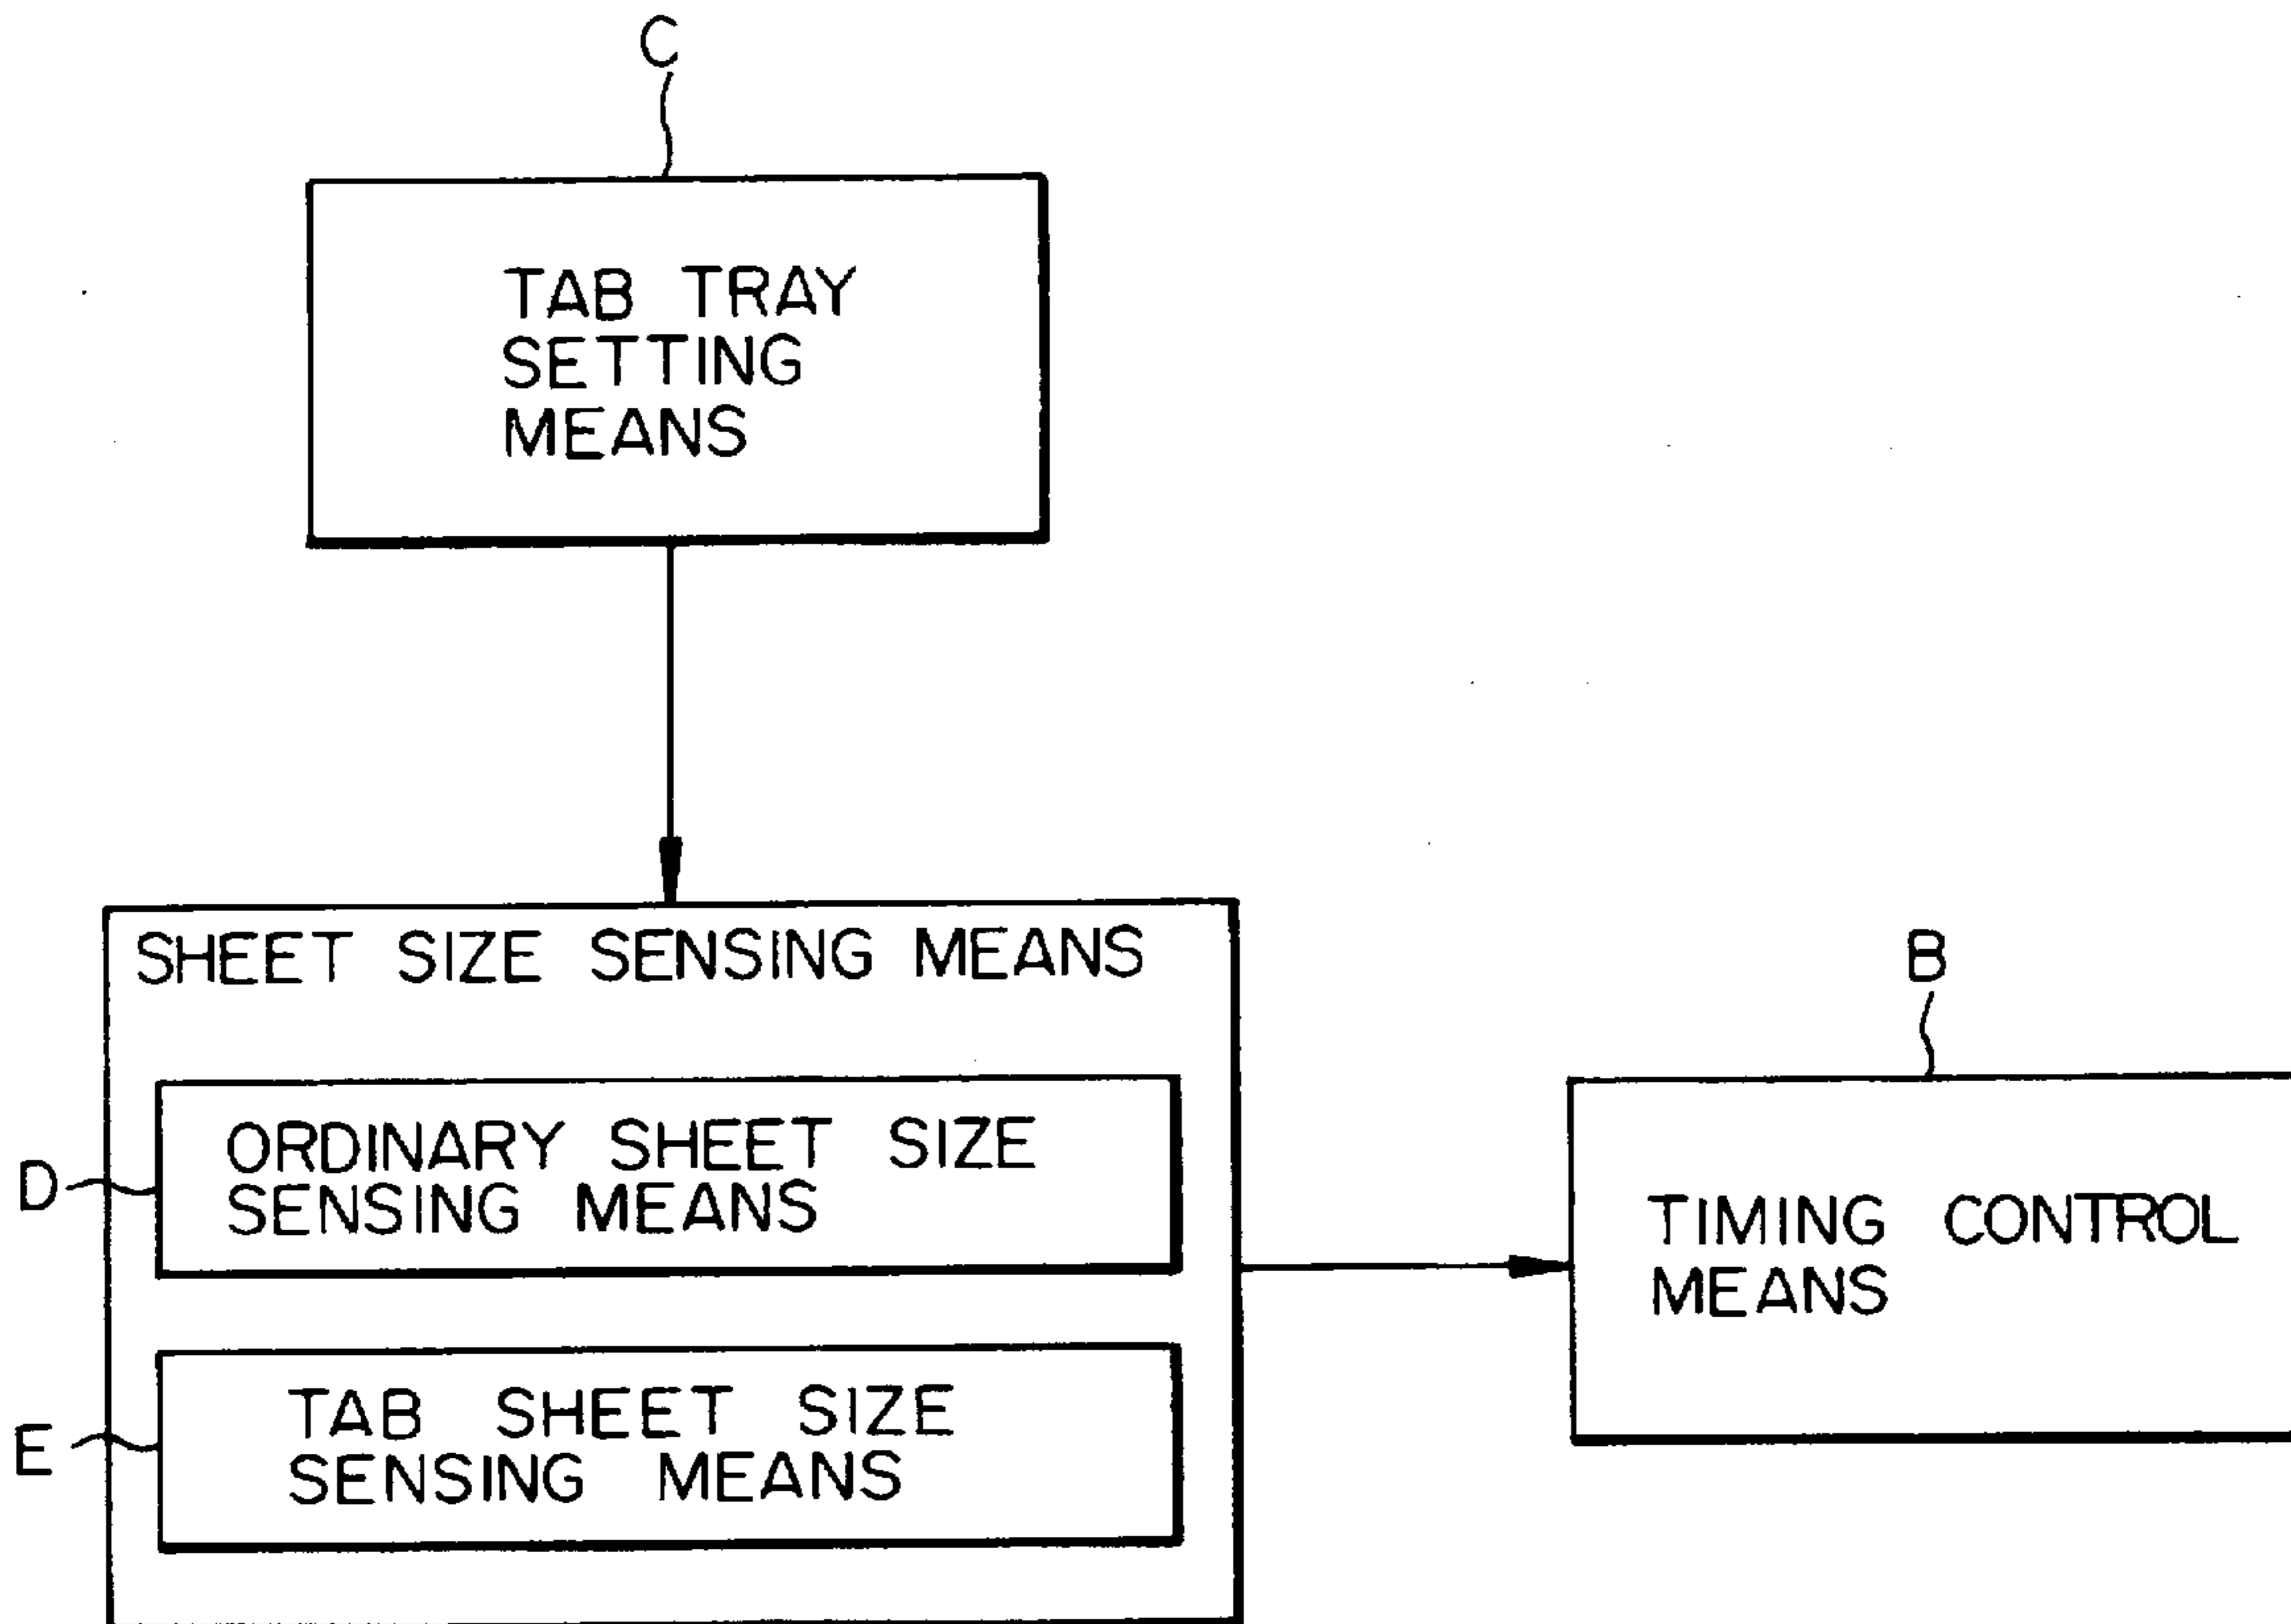 C
TAB TRAY
SETTING
MEANS
SHEET SIZE SENSING MEANS
B
D
ORDINARY SHEET SIZE
SENSING MEANS
TIMING CONTROL
MEANS
E
TAB SHEET SIZE
SENSING MEANS